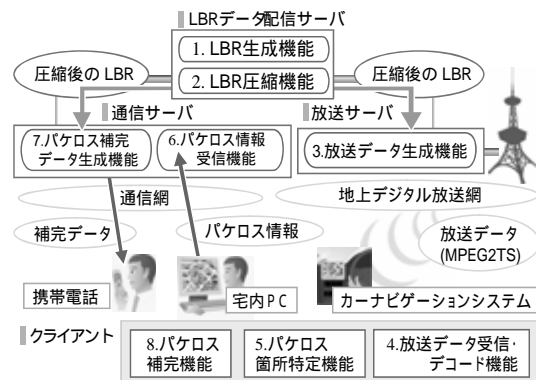 LBRデータ配信サーバ
1. LBR生成機能
2. LBR圧縮機能
圧縮後の LBR
圧縮後の LBR
通信サーバ
放送サーバ
7.パケロス補完
データ生成機能
6.パケロス情報
受信機能
3.放送データ生成機能
通信網
地上デジタル放送網
補完データ
パケロス情報
放送データ
(MPEG2TS)
携帯電話
宅内PC
カーナビゲーションシステム
クライアント
8.パケロス
補完機能
5.パケロス
箇所特定機能
4.放送データ受信・
デコード機能